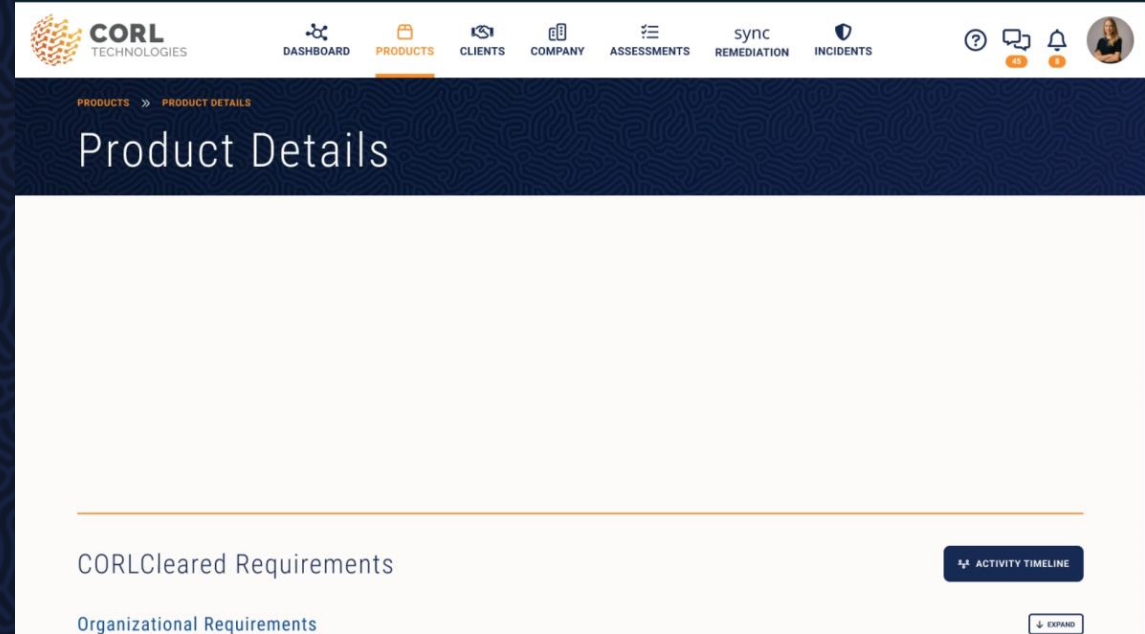 CORL
TECHNOLOGIES
DASHBOARD
PRODUCTS
CLIENTS
COMPANY
ASSESSMENTS
sync
REMEDIATION
INCIDENTS
45
6
PRODUCTS » PRODUCT DETAILS
Product Details
CORLCleared Requirements
ACTIVITY TIMELINE
Organizational Requirements
EXPAND